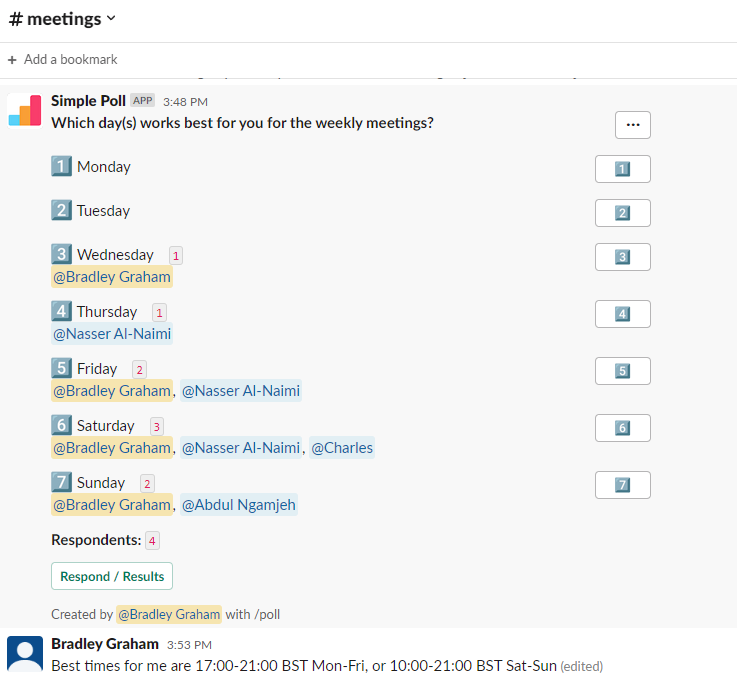 # meetings
+ Add a bookmark
Simple Poll APP 3:48 PM
Which day(s) works best for you for the weekly meetings?
...
1 Monday 1
2 Tuesday 2
3 Wednesday 1 3
@Bradley Graham
4 Thursday 1 4
@Nasser Al-Naimi
5 Friday 2 5
@Bradley Graham, @Nasser Al-Naimi
6 Saturday 3 6
@Bradley Graham, @Nasser Al-Naimi, @Charles
7 Sunday 2 7
@Bradley Graham, @Abdul Ngamjeh
Respondents: 4
Respond / Results
Created by @Bradley Graham with /poll
Bradley Graham 3:53 PM
Best times for me are 17:00-21:00 BST Mon-Fri, or 10:00-21:00 BST Sat-Sun (edited)